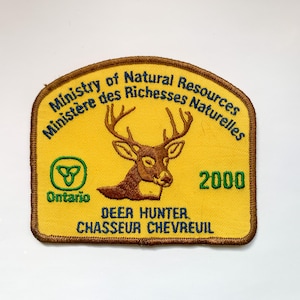 Ministry of Natural Resources
Ministère des Richesses Naturelles
Ontario
2000
DEER HUNTER
CHASSEUR CHEVREUIL